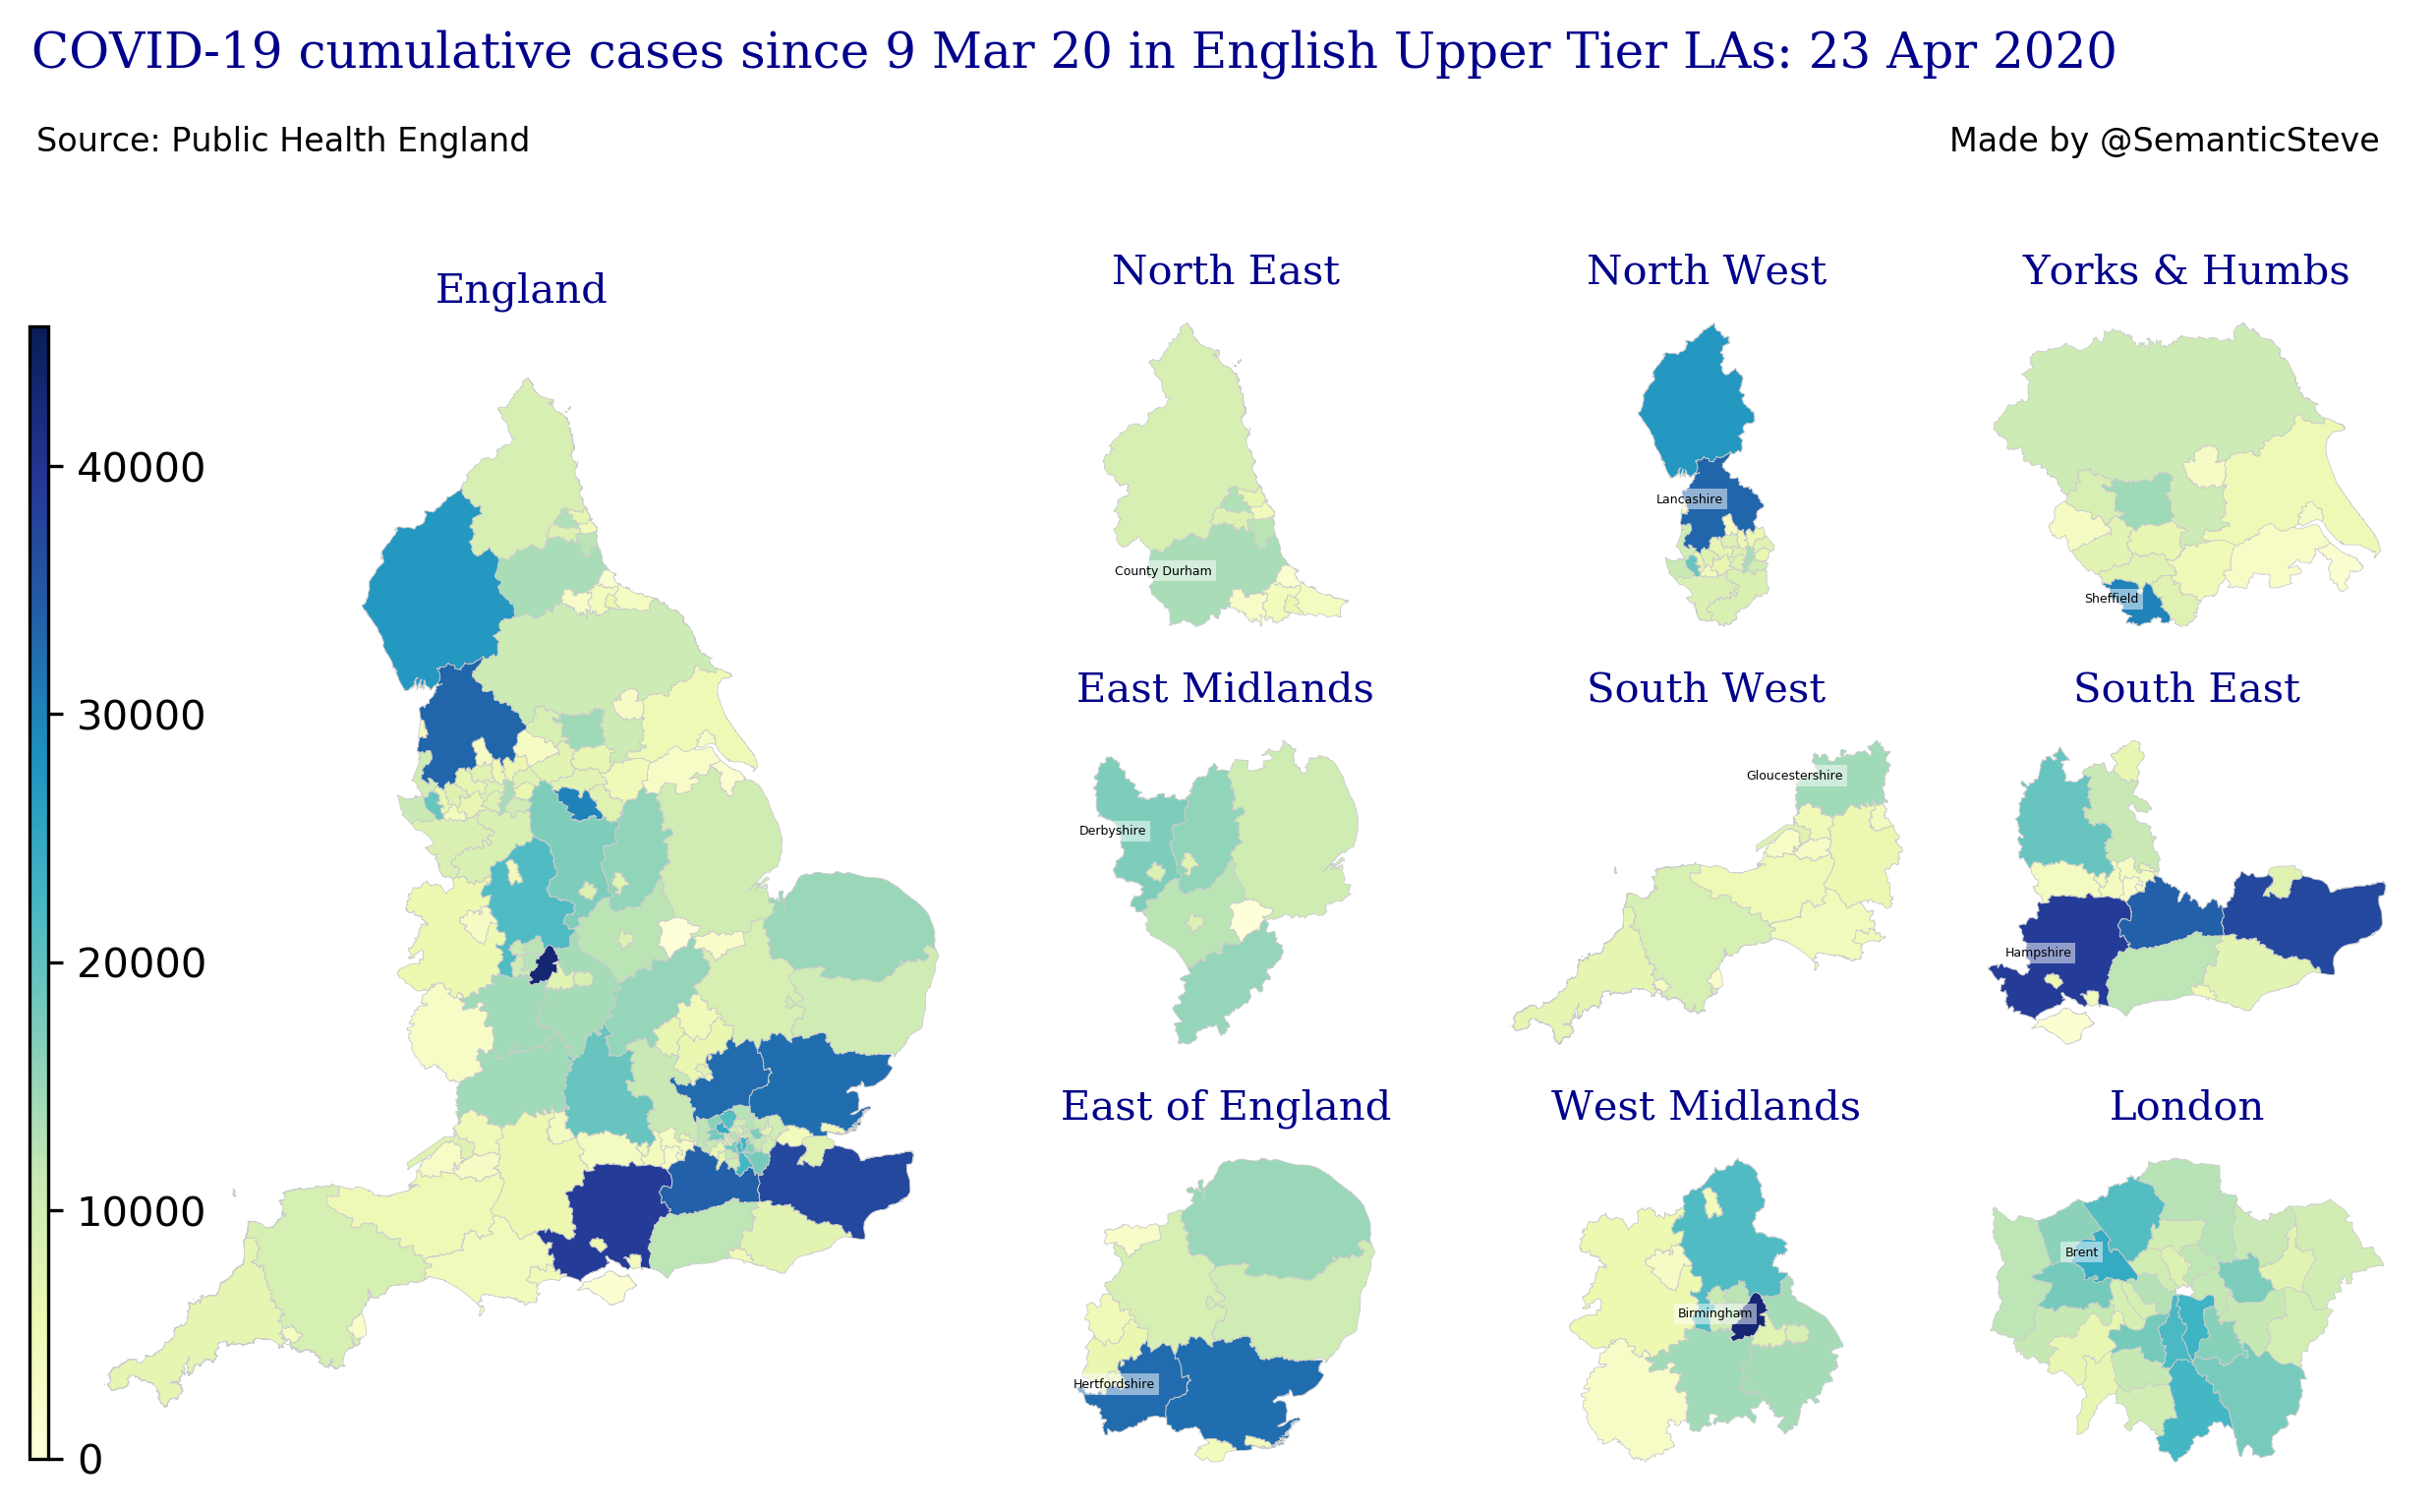 COVID-19 cumulative cases since 9 Mar 20 in English Upper Tier LAs: 23 Apr 2020
Source: Public Health England
Made by @SemanticSteve
England
40000
30000
20000
10000
0
North East
County Durham
North West
Lancashire
Yorks & Humbs
Sheffield
East Midlands
Derbyshire
South West
Gloucestershire
South East
Hampshire
East of England
Hertfordshire
West Midlands
Birmingham
London
Brent